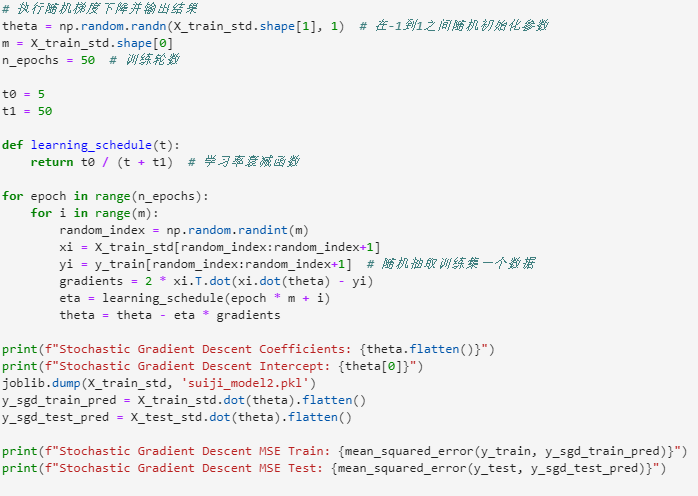 # 执行随机梯度下降并输出结果
theta = np.random.randn(X_train_std.shape[1], 1)  # 在-1到1之间随机初始化参数
m = X_train_std.shape[0]
n_epochs = 50  # 训练轮数

t0 = 5
t1 = 50

def learning_schedule(t):
    return t0 / (t + t1)  # 学习率衰减函数

for epoch in range(n_epochs):
    for i in range(m):
        random_index = np.random.randint(m)
        xi = X_train_std[random_index:random_index+1]
        yi = y_train[random_index:random_index+1]  # 随机抽取训练集一个数据
        gradients = 2 * xi.T.dot(xi.dot(theta) - yi)
        eta = learning_schedule(epoch * m + i)
        theta = theta - eta * gradients

print(f"Stochastic Gradient Descent Coefficients: {theta.flatten()}")
print(f"Stochastic Gradient Descent Intercept: {theta[0]}")
joblib.dump(X_train_std, 'suiji_model2.pkl')
y_sgd_train_pred = X_train_std.dot(theta).flatten()
y_sgd_test_pred = X_test_std.dot(theta).flatten()

print(f"Stochastic Gradient Descent MSE Train: {mean_squared_error(y_train, y_sgd_train_pred)}")
print(f"Stochastic Gradient Descent MSE Test: {mean_squared_error(y_test, y_sgd_test_pred)}")